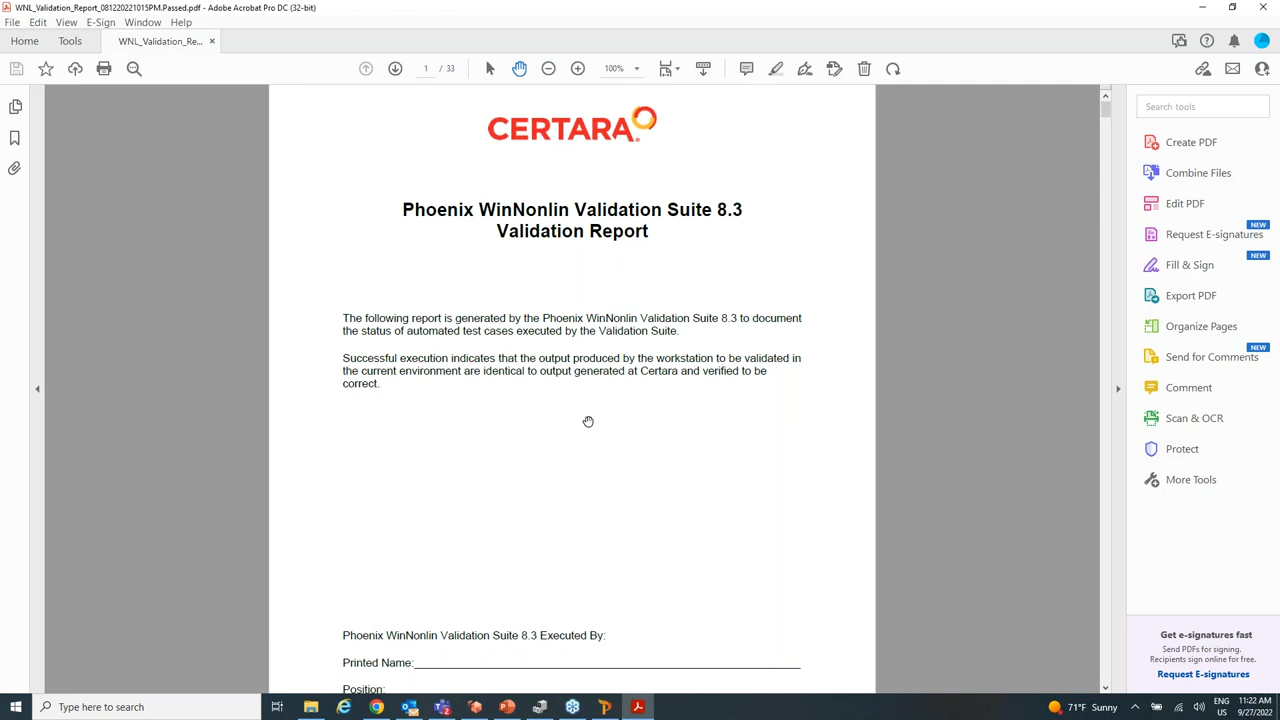 WNL_Validation_Report_081220221015PM.Passed.pdf - Adobe Acrobat Pro DC (32-bit)
File Edit View E-Sign Window Help
Home Tools WNL_Validation_Re... ×
1 / 33 100%
CERTARA
Phoenix WinNonlin Validation Suite 8.3
Validation Report
The following report is generated by the Phoenix WinNonlin Validation Suite 8.3 to document
the status of automated test cases executed by the Validation Suite.
Successful execution indicates that the output produced by the workstation to be validated in
the current environment are identical to output generated at Certara and verified to be
correct.
Phoenix WinNonlin Validation Suite 8.3 Executed By:
Printed Name:
Position:
Search tools
Create PDF
Combine Files
Edit PDF
NEW
Request E-signatures
NEW
Fill & Sign
Export PDF
Organize Pages
NEW
Send for Comments
Comment
Scan & OCR
Protect
More Tools
Get e-signatures fast
Send PDFs for signing.
Recipients sign online for free.
Request E-signatures
Type here to search
71°F Sunny
ENG
US
11:22 AM
9/27/2022